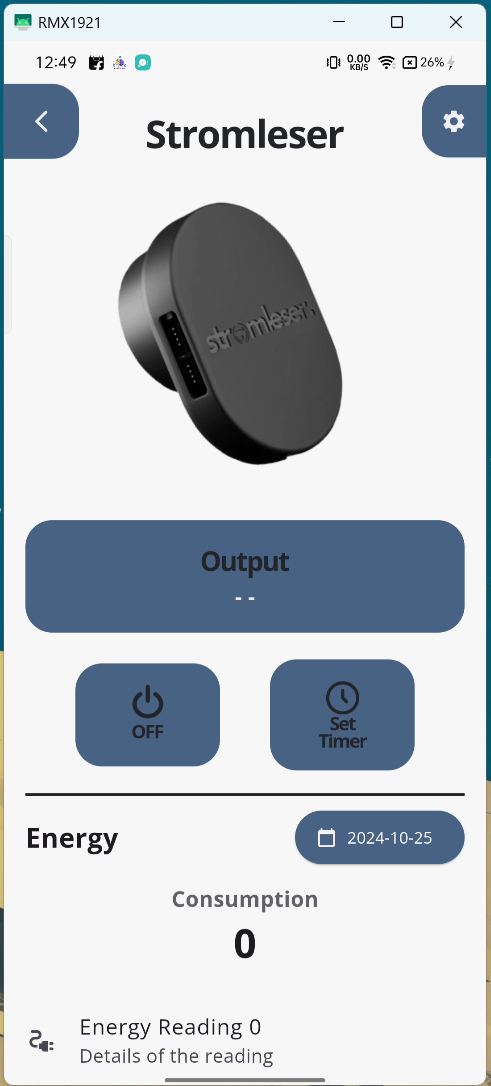 RMX1921
12:49
0.00
KB/S
26%
Stromleser
stromleser.
Output
- -
OFF
Set
Timer
Energy
2024-10-25
Consumption
0
Energy Reading 0
Details of the reading